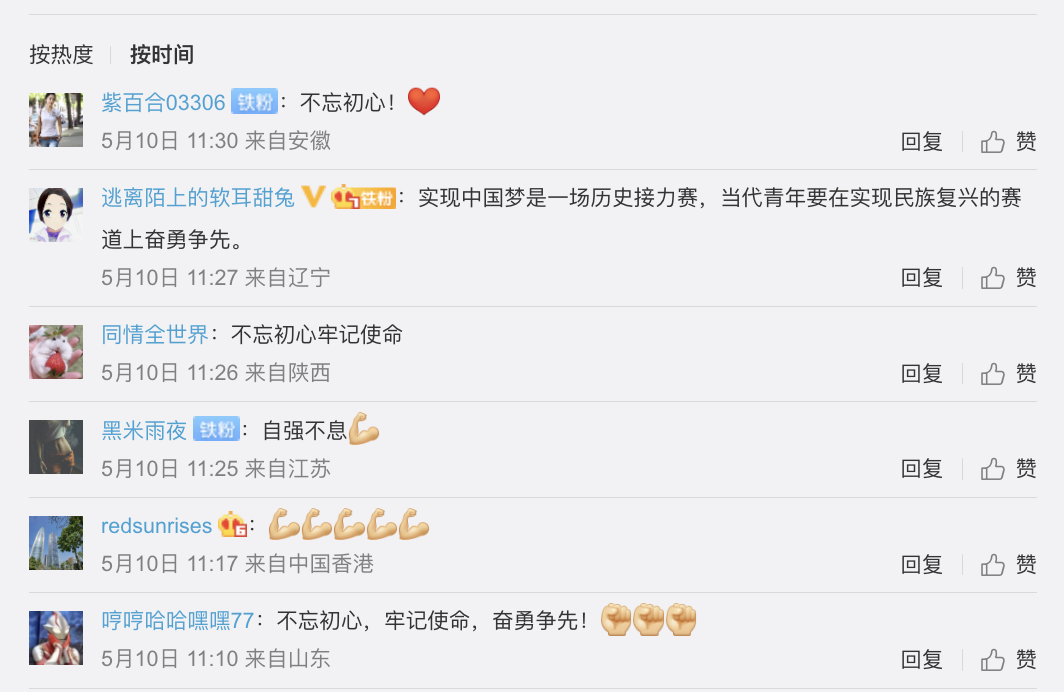 按热度 按时间
紫百合03306 铁粉：不忘初心！❤️
5月10日 11:30 来自安徽 回复 赞
逃离陌上的软耳甜兔 V 1铁粉：实现中国梦是一场历史接力赛，当代青年要在实现民族复兴的赛
道上奋勇争先。
5月10日 11:27 来自辽宁 回复 赞
同情全世界：不忘初心牢记使命
5月10日 11:26 来自陕西 回复 赞
黑米雨夜 铁粉：自强不息💪
5月10日 11:25 来自江苏 回复 赞
redsunrises 6：💪💪💪💪💪
5月10日 11:17 来自中国香港 回复 赞
哼哼哈哈嘿嘿77：不忘初心，牢记使命，奋勇争先！✊✊✊
5月10日 11:10 来自山东 回复 赞